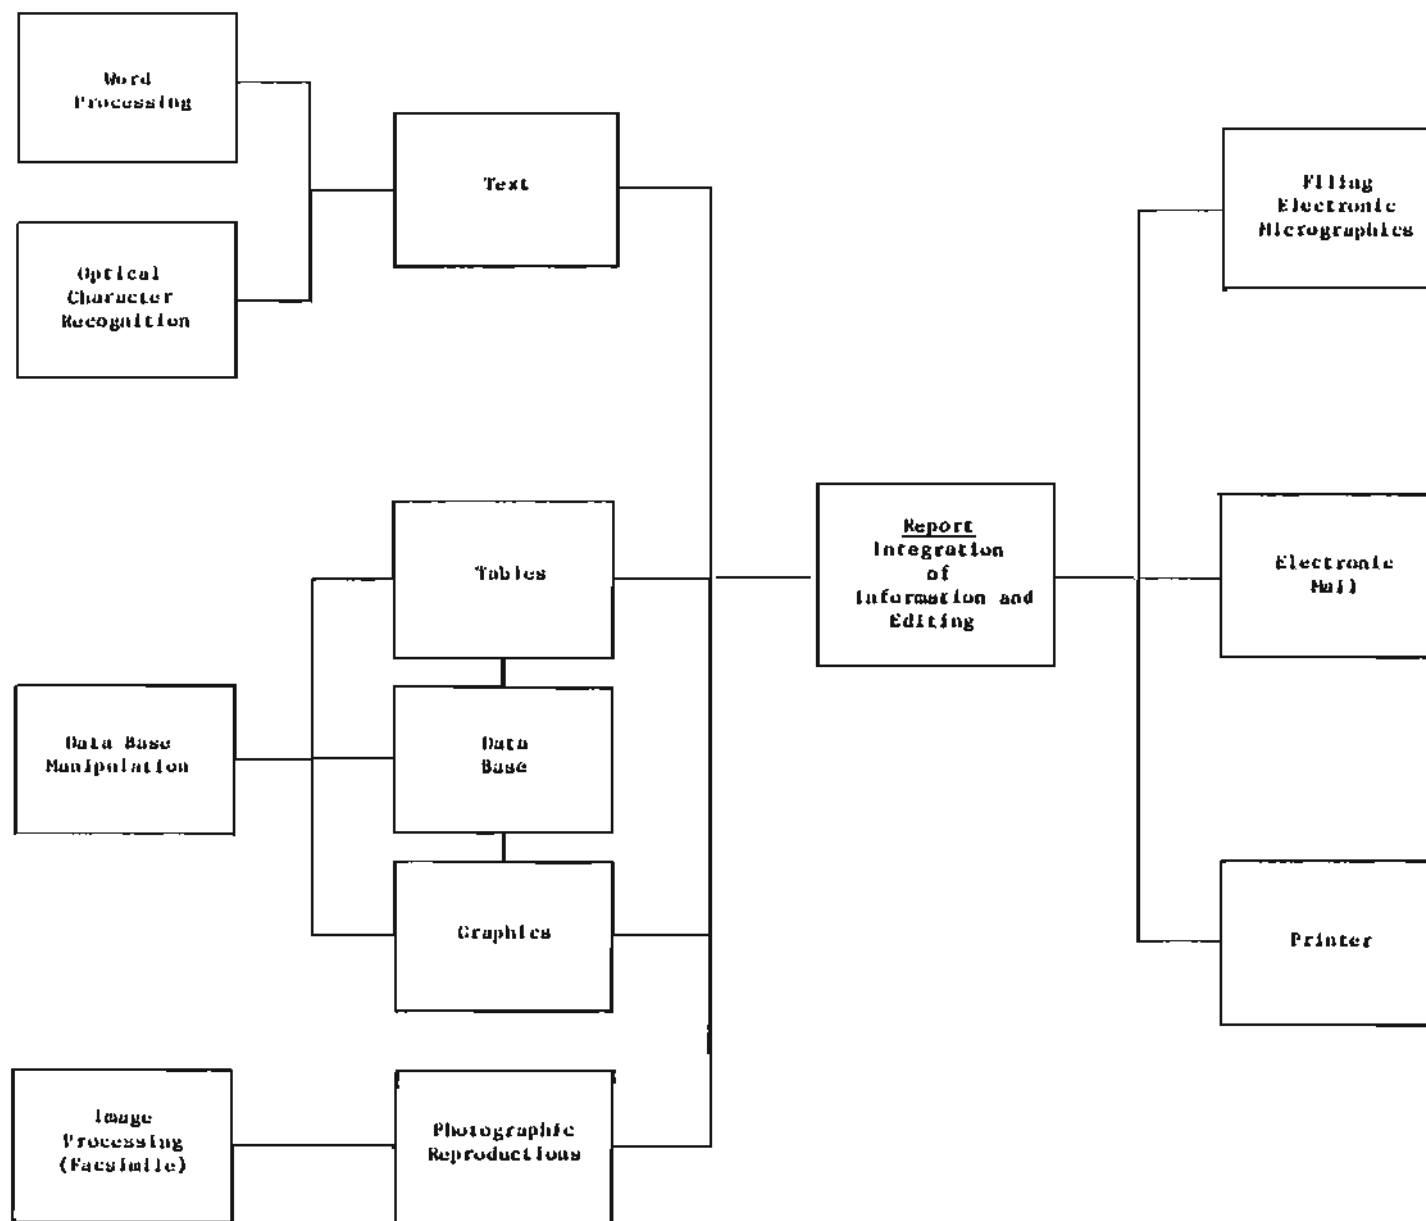 Word
Processing
Optical
Character
Recognition
Text
Tables
Data Base
Manipulation
Data
Base
Graphics
Image
Processing
(Facsimile)
Photographic
Reproductions
Report
Integration
of
Information and
Editing
Filing
Electronic
Micrographics
Electronic
Mail
Printer